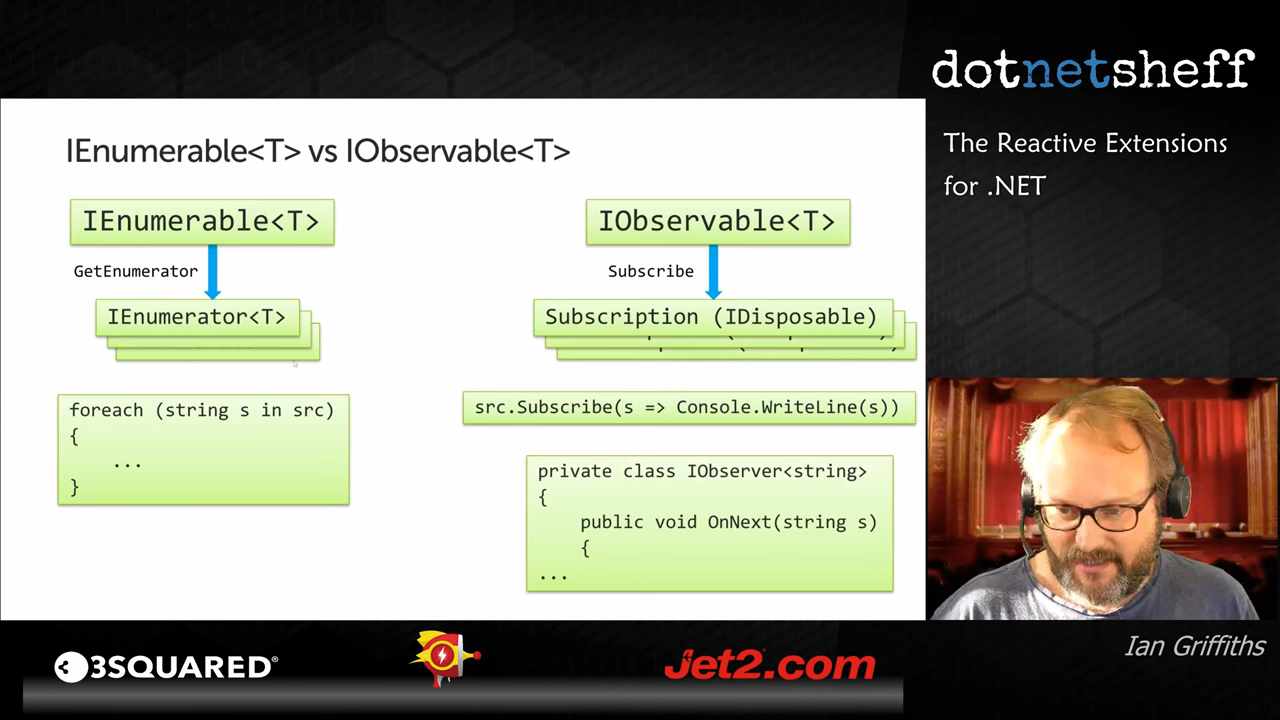 dotnetsheff
The Reactive Extensions
for .NET
IEnumerable<T> vs IObservable<T>
IEnumerable<T>
GetEnumerator
IEnumerator<T>
foreach (string s in src)
{
...
}
IObservable<T>
Subscribe
Subscription (IDisposable)
src.Subscribe(s => Console.WriteLine(s))
private class IObserver<string>
{
public void OnNext(string s)
{
...
Ian Griffiths
3SQUARED
Jet2.com